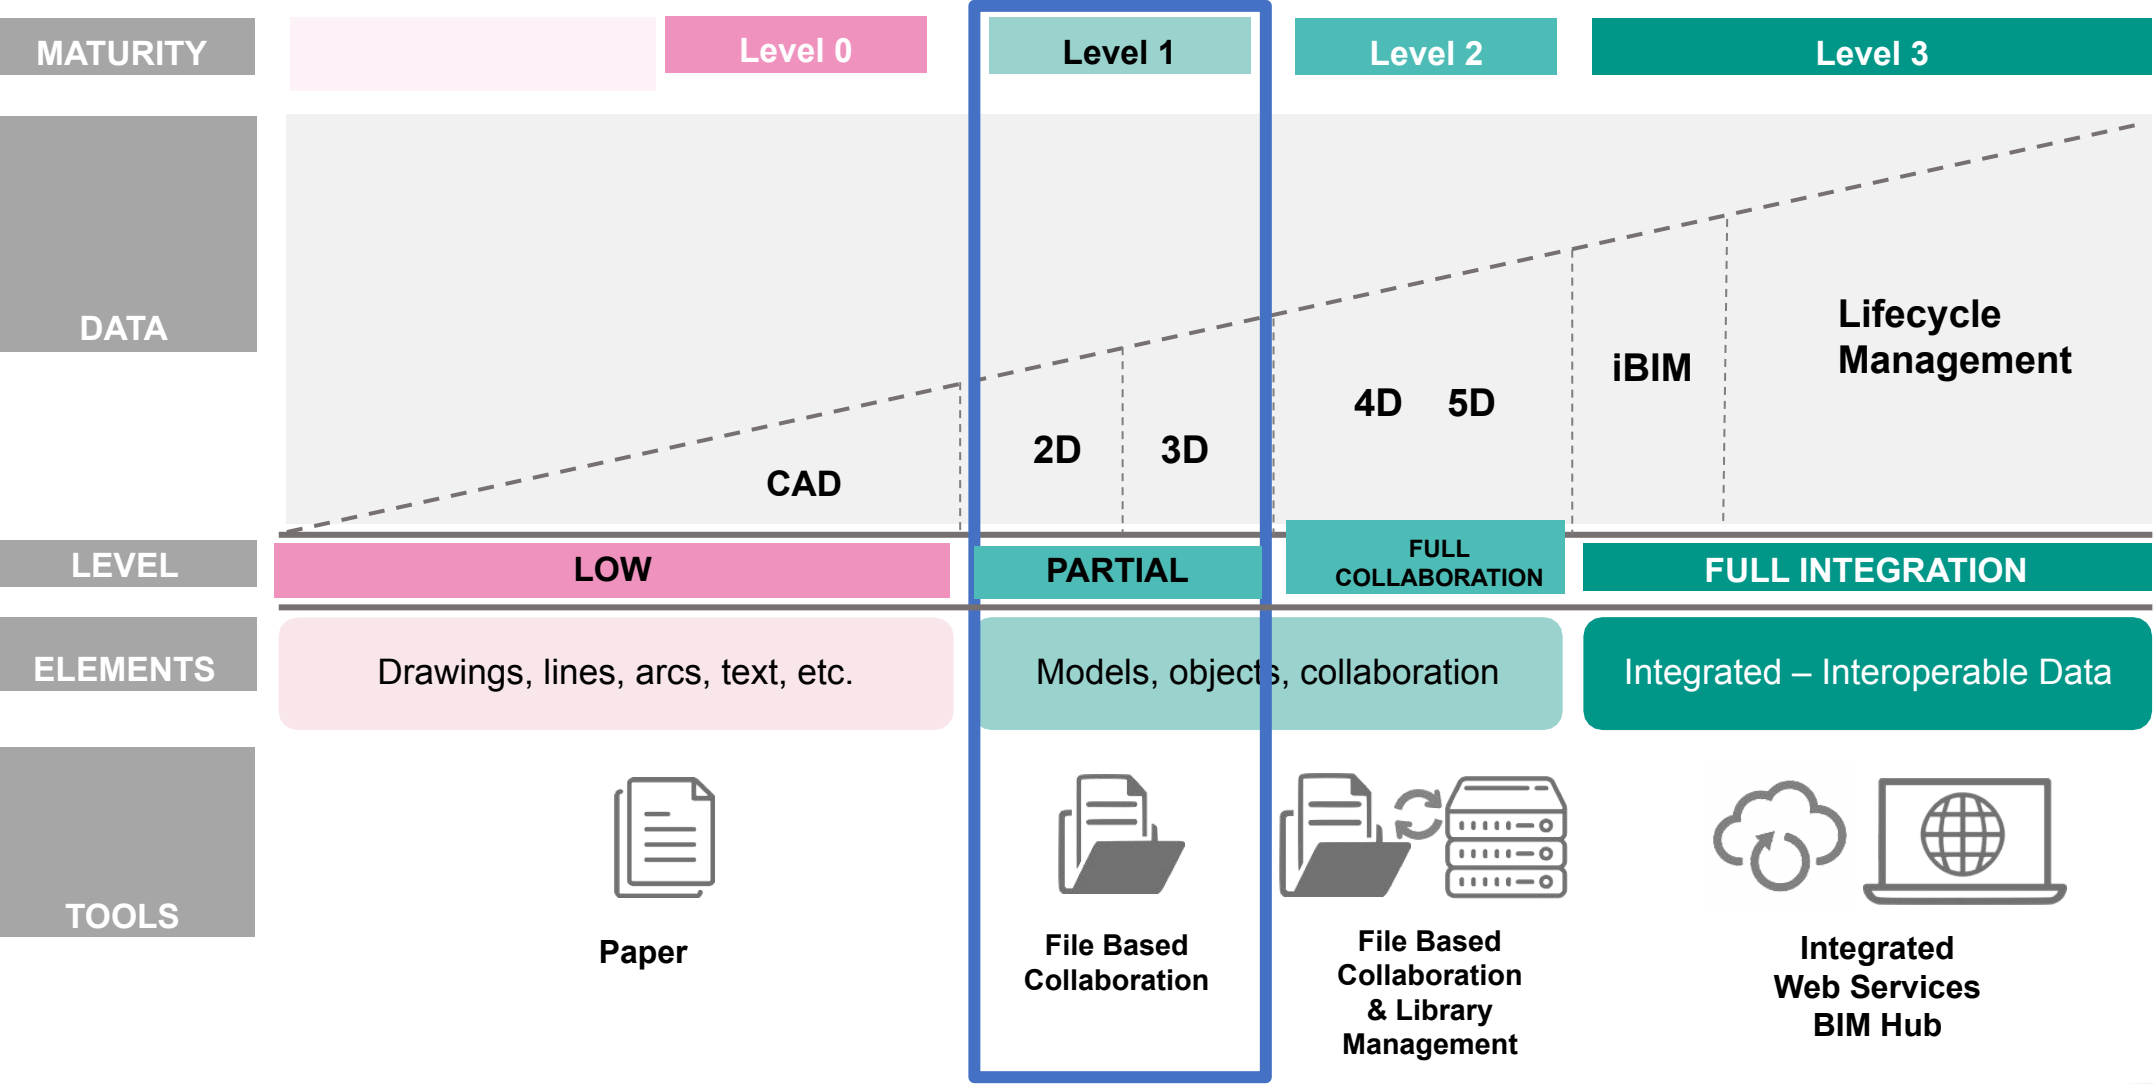 MATURITY
Level 0
Level 1
Level 2
Level 3
DATA
CAD
2D
3D
4D 5D
iBIM
Lifecycle
Management
LEVEL
LOW
PARTIAL
FULL
COLLABORATION
FULL INTEGRATION
ELEMENTS
Drawings, lines, arcs, text, etc.
Models, objects, collaboration
Integrated – Interoperable Data
TOOLS
Paper
File Based
Collaboration
File Based
Collaboration
& Library
Management
Integrated
Web Services
BIM Hub